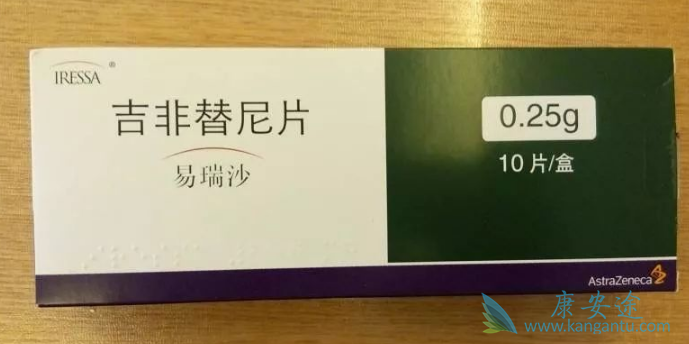 IRESSA®
吉非替尼片
易瑞沙
0.25g
10片/盒
AstraZeneca
康安途
www.kangantu.com